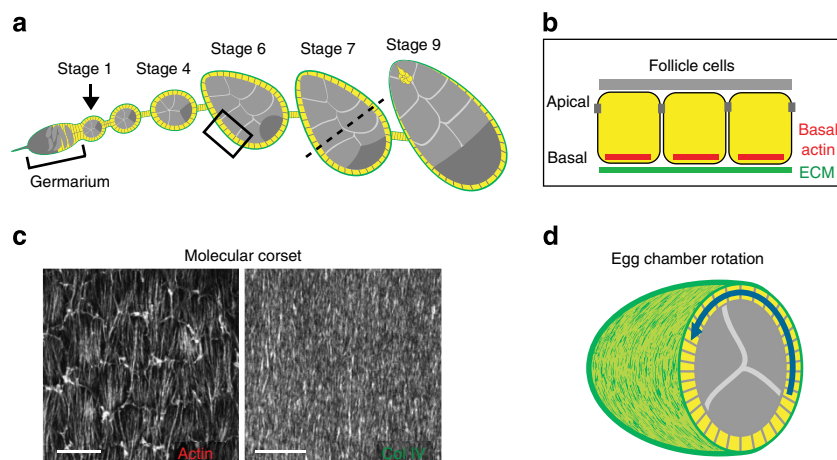 a
Stage 1
Stage 4
Stage 6
Stage 7
Stage 9
Germarium
b
Follicle cells
Apical
Basal
Basal
actin
ECM
c
Molecular corset
Actin
Col IV
d
Egg chamber rotation